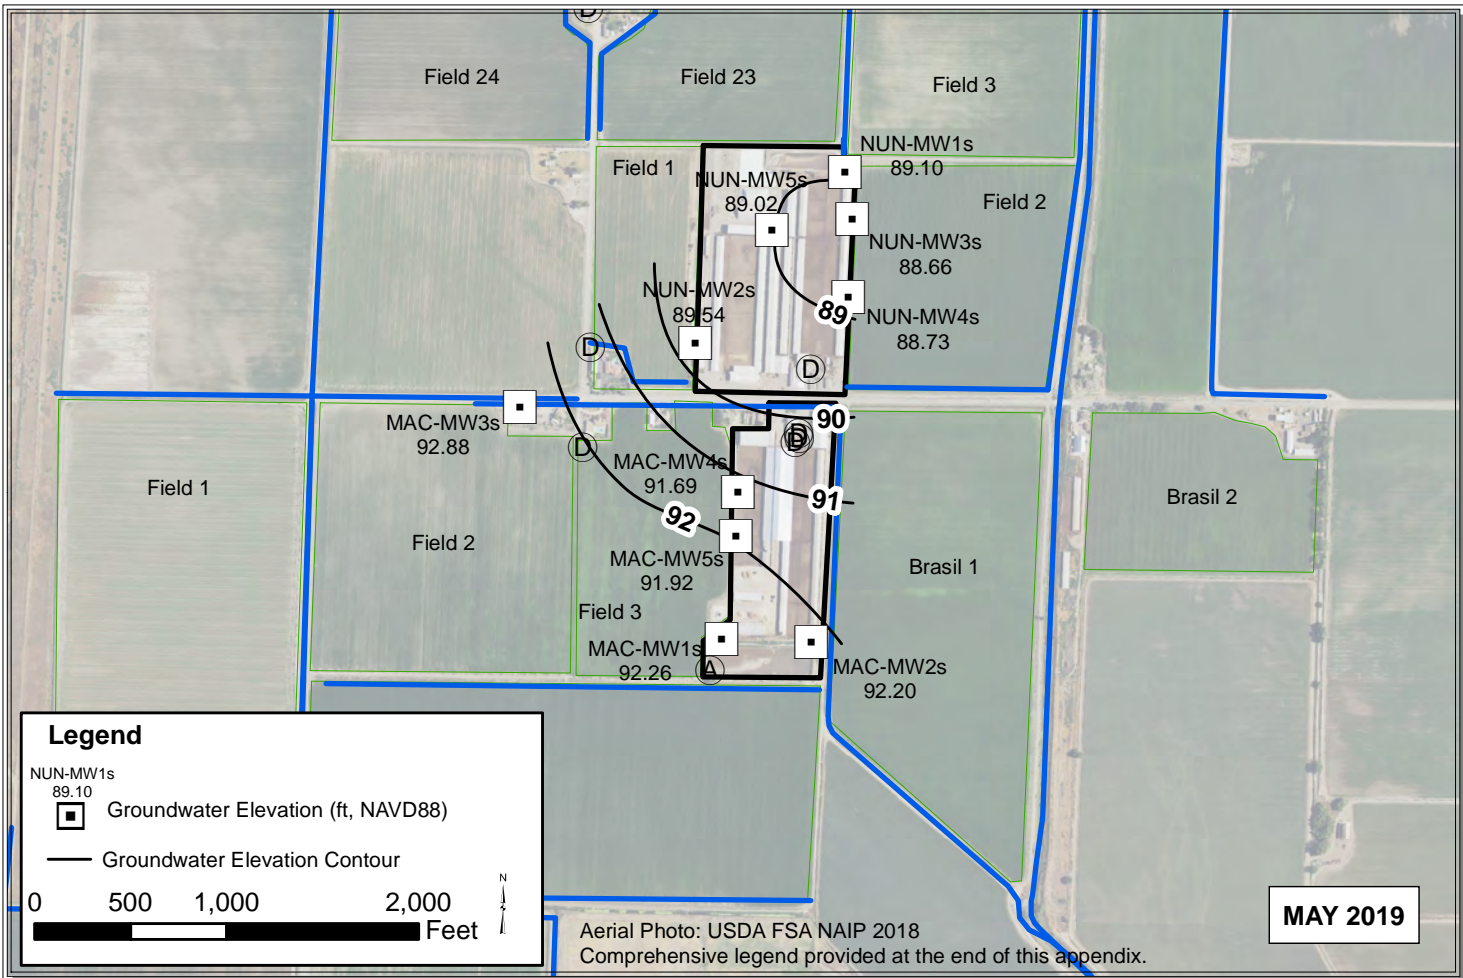 D
Field 24
Field 23
Field 3
NUN-MW1s
89.10
Field 1
NUN-MW5s
89.02
Field 2
NUN-MW3s
88.66
NUN-MW2s
89.54
89
NUN-MW4s
88.73
D
D
MAC-MW3s
92.88
90
D
D
D
MAC-MW4s
91.69
Field 1
91
Brasil 2
92
Field 2
MAC-MW5s
91.92
Brasil 1
Field 3
MAC-MW1s
92.26
A
MAC-MW2s
92.20
Legend
NUN-MW1s
89.10
Groundwater Elevation (ft, NAVD88)
Groundwater Elevation Contour
N
0 500 1,000 2,000
Feet
MAY 2019
Aerial Photo: USDA FSA NAIP 2018
Comprehensive legend provided at the end of this appendix.